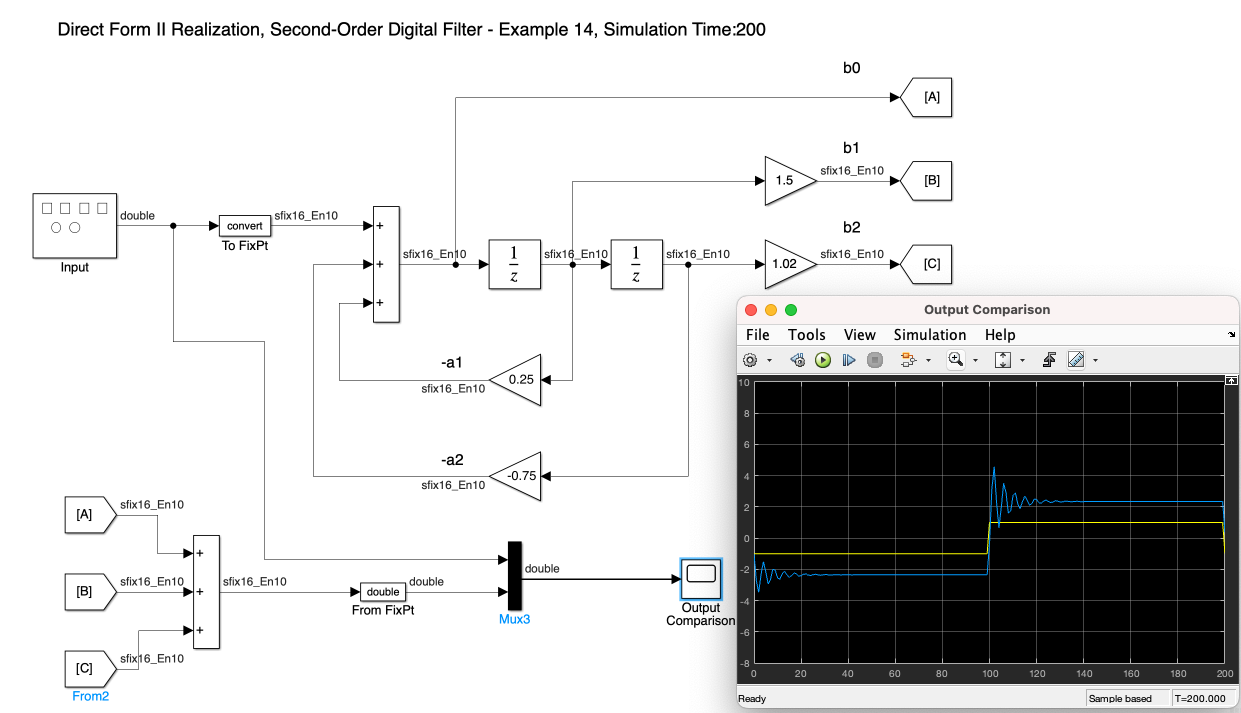 Direct Form II Realization, Second-Order Digital Filter - Example 14, Simulation Time:200
b0
[A]
b1
1.5
sfix16_En10
[B]
b2
1.02
sfix16_En10
[C]
Input
double
convert
To FixPt
sfix16_En10
+
+
+
sfix16_En10
1
z
sfix16_En10
1
z
sfix16_En10
-a1
sfix16_En10
0.25
-a2
sfix16_En10
-0.75
[A]
sfix16_En10
[B]
sfix16_En10
[C]
sfix16_En10
From2
+
+
+
sfix16_En10
double
From FixPt
double
Mux3
double
Output
Comparison
Output Comparison
File Tools View Simulation Help
10
8
6
4
2
0
-2
-4
-6
-8
0 20 40 60 80 100 120 140 160 180 200
Ready
Sample based
T=200.000